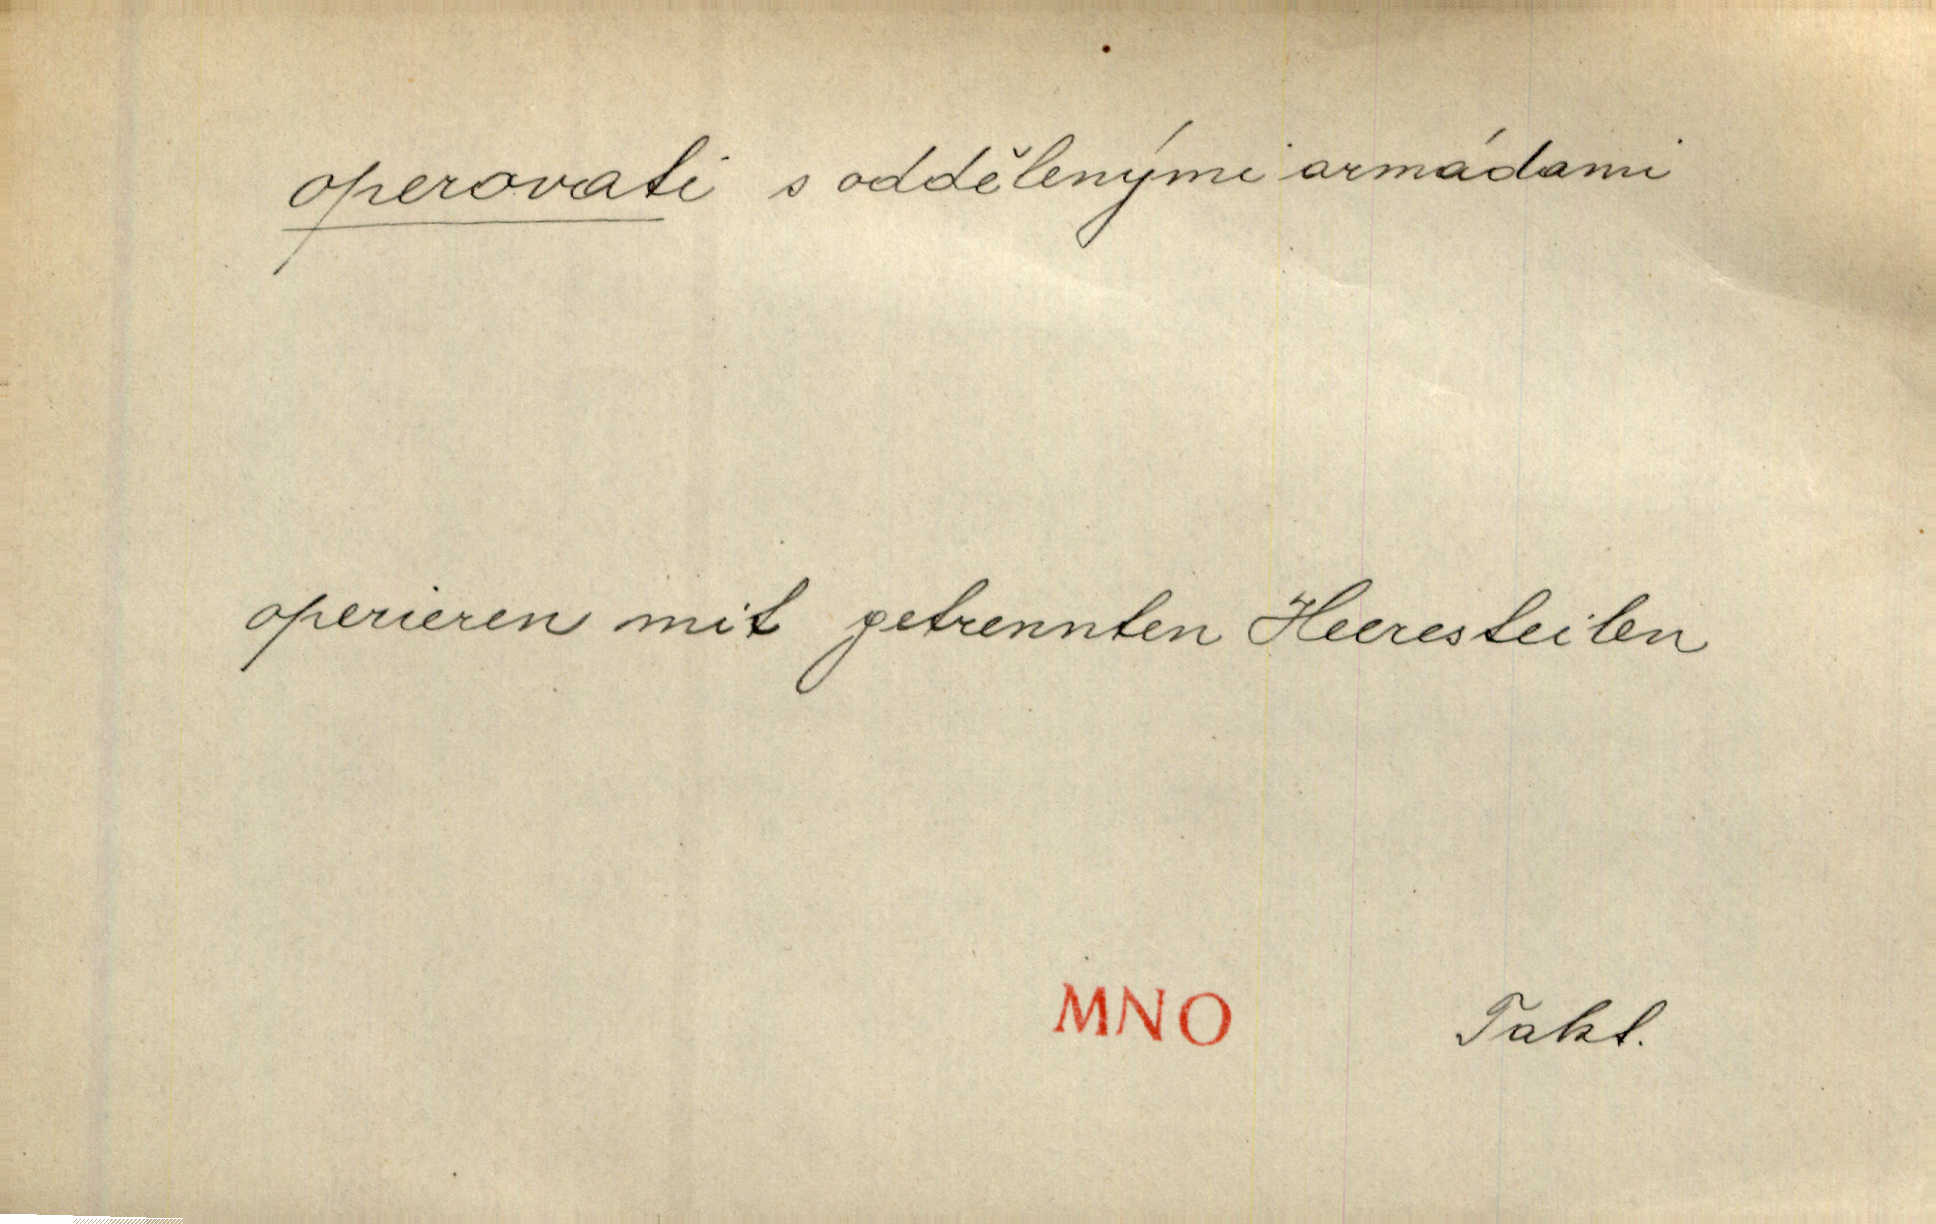 operovati s oddělenými armádami
operieren mit getrennten Heeresteilen
MNO Takt.